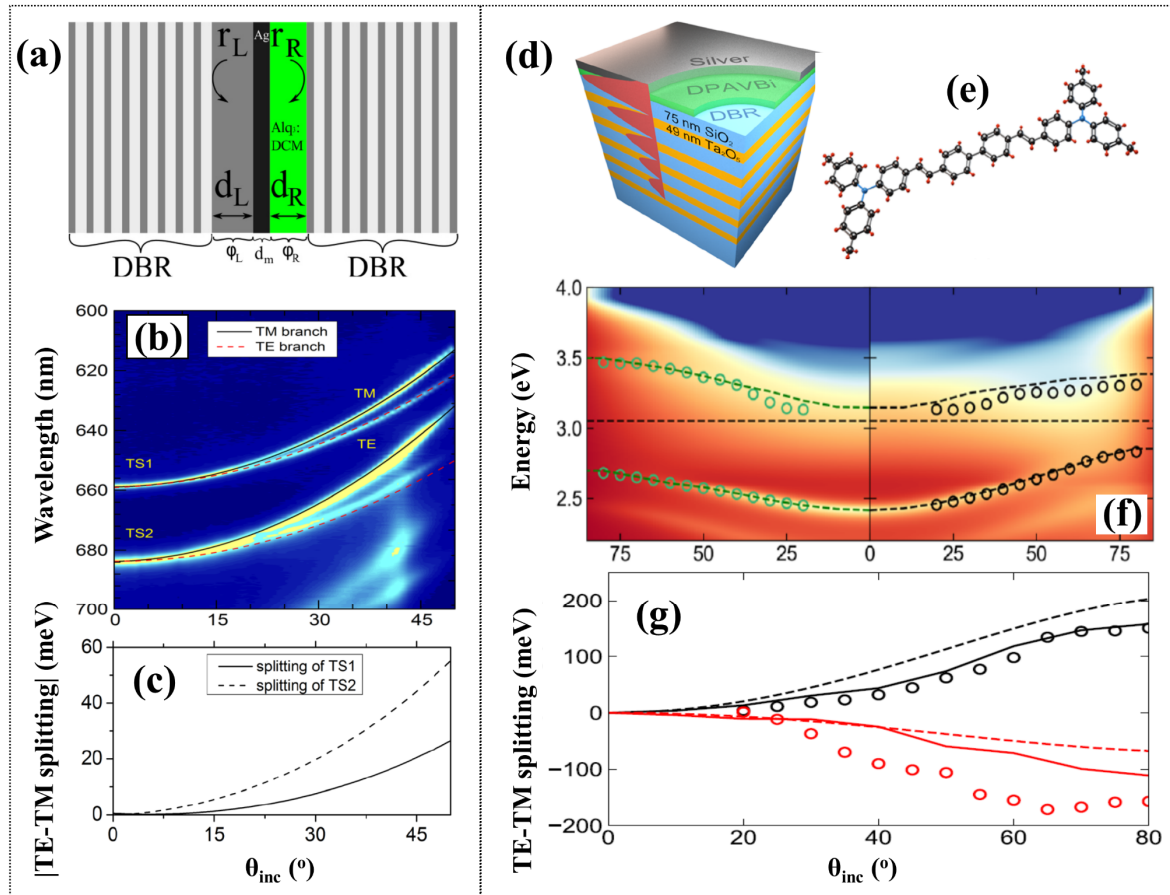 (a)
r_L
Ag
r_R
Alq₃:
DCM
d_L
d_R
φ_L
d_m
φ_R
DBR
DBR
(b)
TM branch
TE branch
TM
TE
TS1
TS2
Wavelength (nm)
600
620
640
660
680
700
0
15
30
45
(c)
splitting of TS1
splitting of TS2
|TE-TM splitting| (meV)
60
40
20
0
0
15
30
45
θ_inc (°)
(d)
Silver
DPAVBi
DBR
75 nm SiO₂
49 nm Ta₂O₅
(e)
4.0
3.5
3.0
2.5
Energy (eV)
(f)
75
50
25
0
25
50
75
(g)
TE-TM splitting (meV)
200
100
0
−100
−200
0
20
40
60
80
θ_inc (°)